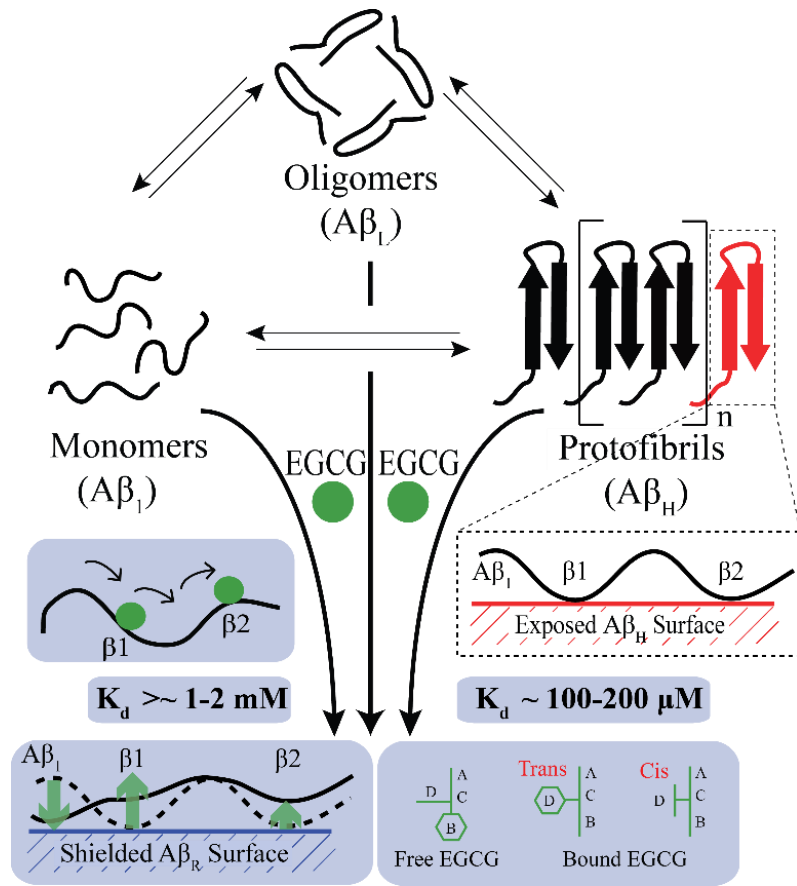 Oligomers
(Aβ_L)
n
Monomers
(Aβ_1)
Protofibrils
(Aβ_H)
EGCG EGCG
β1
β2
Aβ_1 β1 β2
Exposed Aβ_H Surface
K_d >~ 1-2 mM
K_d ~ 100-200 μM
Aβ_1 β1 β2
Shielded Aβ_R Surface
D A C B
Free EGCG
Trans
D A C B
Cis
D A C B
Bound EGCG